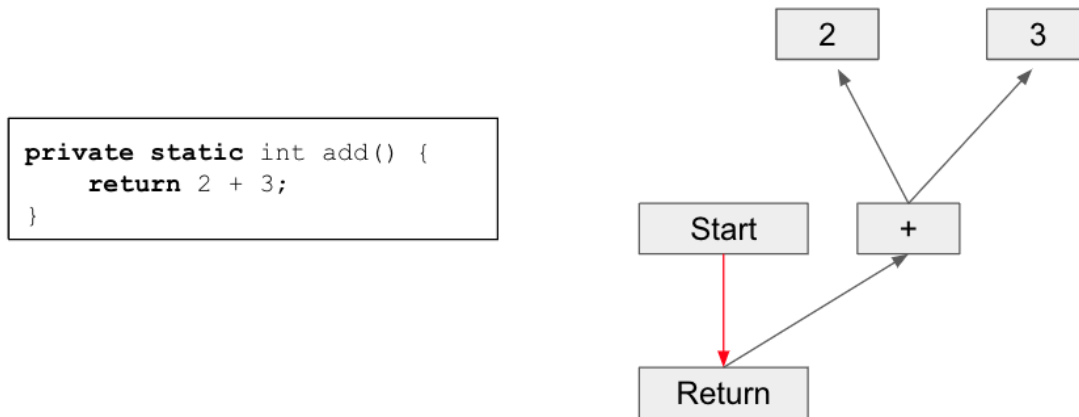 private static int add() {
    return 2 + 3;
}
2
3
Start
+
Return